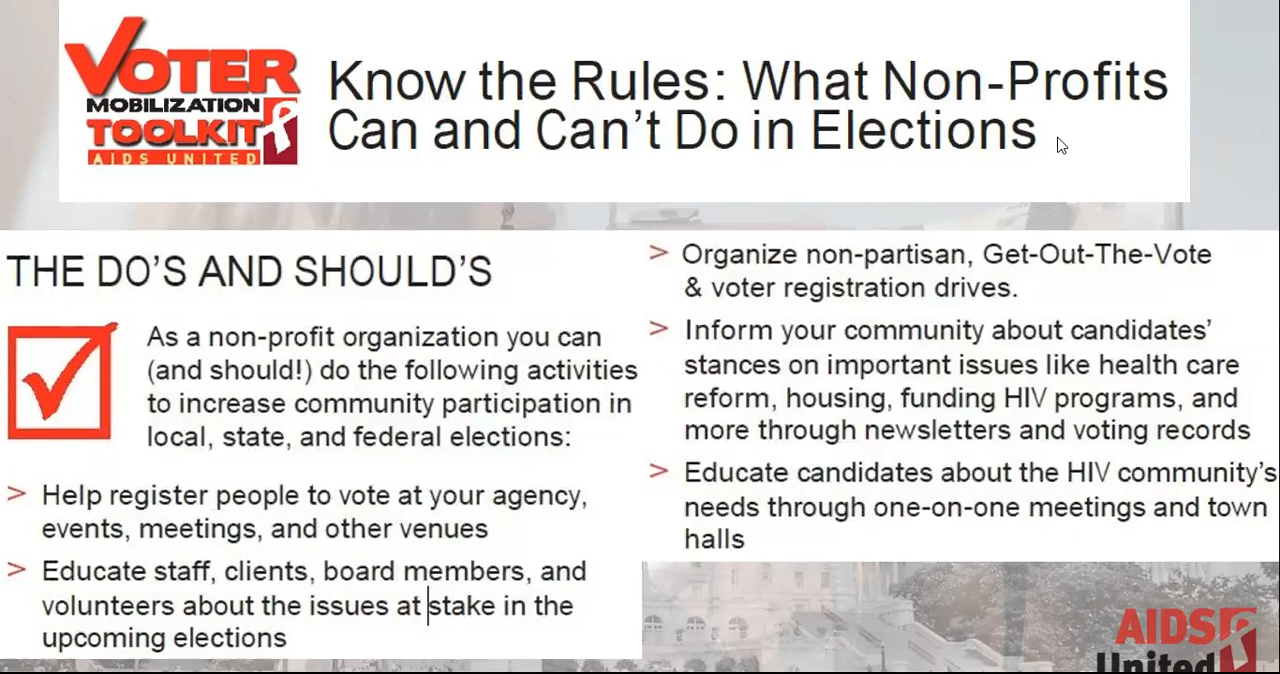 VOTER
MOBILIZATION
TOOLKIT
AIDS UNITED
Know the Rules: What Non-Profits
Can and Can't Do in Elections
THE DO'S AND SHOULD'S
As a non-profit organization you can
(and should!) do the following activities
to increase community participation in
local, state, and federal elections:
> Help register people to vote at your agency,
events, meetings, and other venues
> Educate staff, clients, board members, and
volunteers about the issues at stake in the
upcoming elections
> Organize non-partisan, Get-Out-The-Vote
& voter registration drives.
> Inform your community about candidates'
stances on important issues like health care
reform, housing, funding HIV programs, and
more through newsletters and voting records
> Educate candidates about the HIV community's
needs through one-on-one meetings and town
halls
AIDS
United